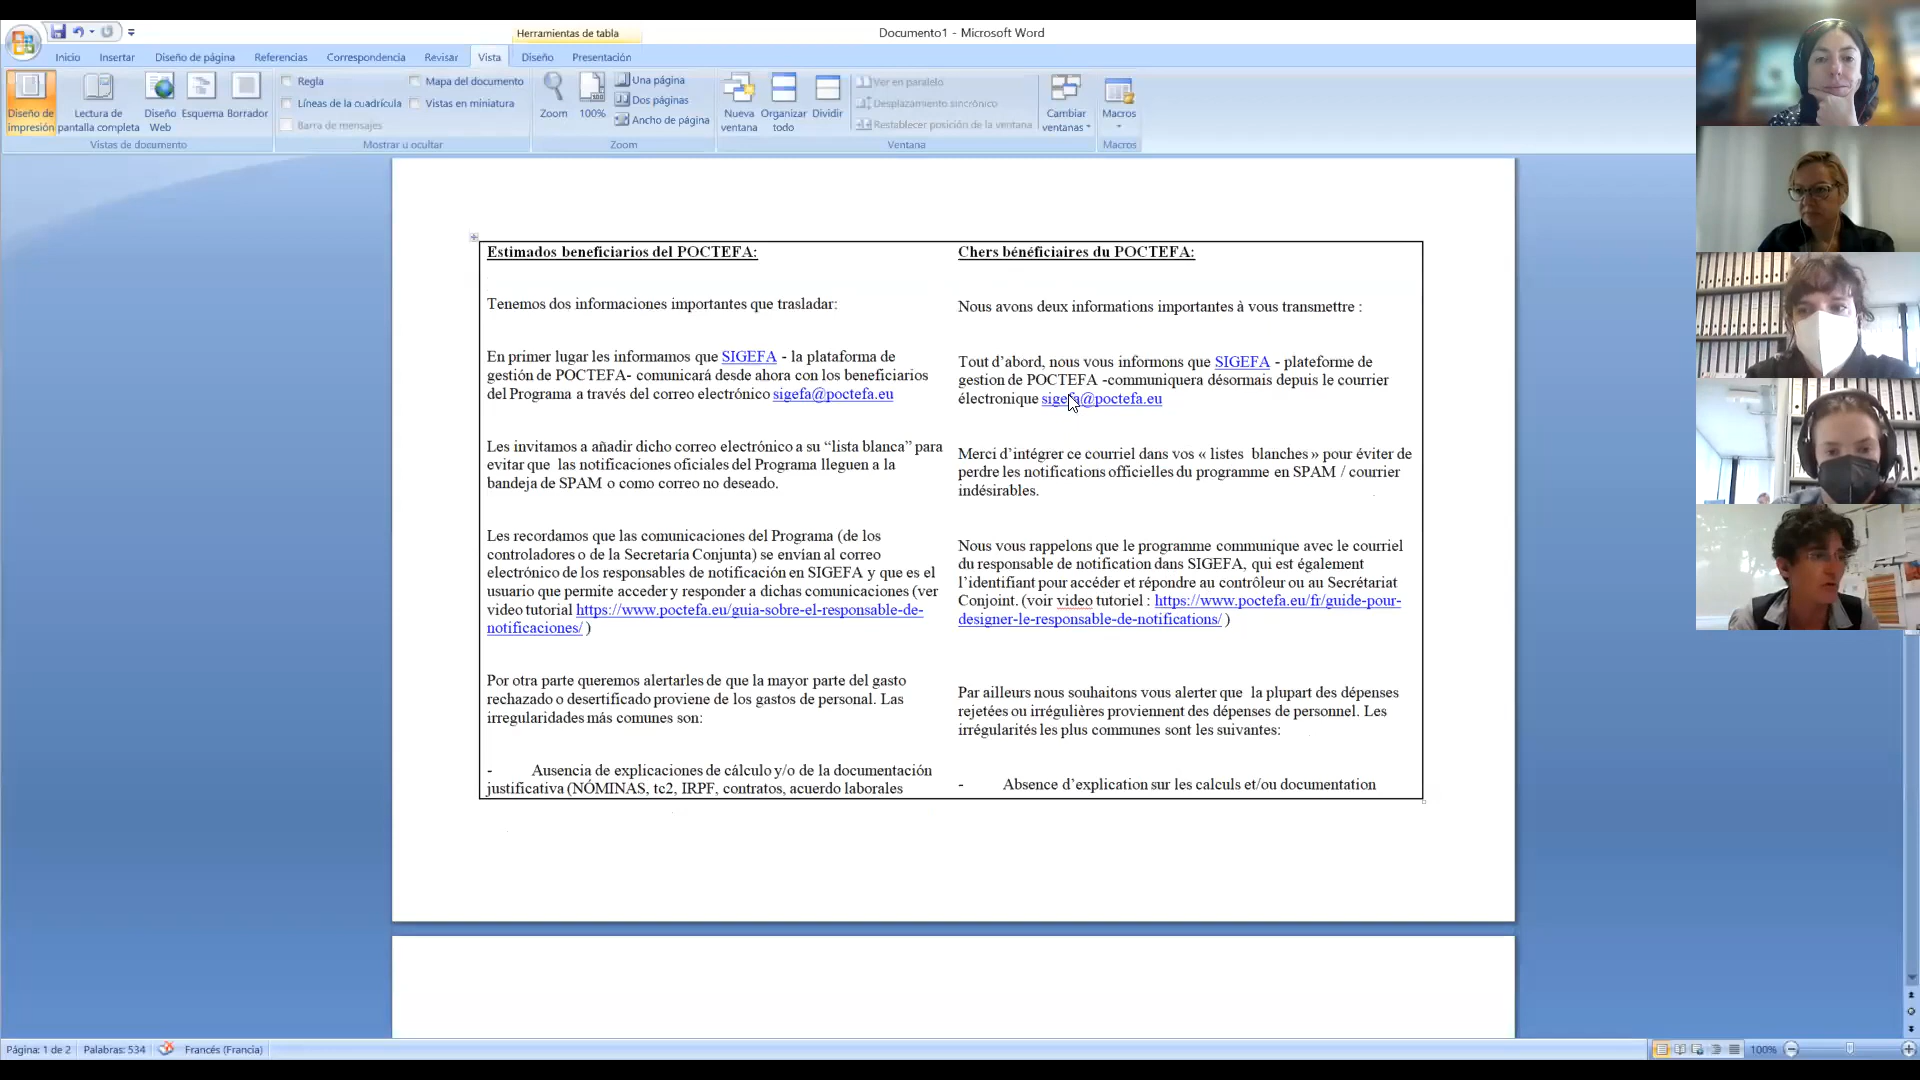 Herramientas de tabla
Documento1 - Microsoft Word
Inicio
Insertar
Diseño de página
Referencias
Correspondencia
Revisar
Vista
Diseño
Presentación
Diseño de impresión
Lectura de pantalla completa
Diseño Web
Esquema
Borrador
Vistas de documento
Regla
Líneas de la cuadrícula
Barra de mensajes
Mapa del documento
Vistas en miniatura
Mostrar u ocultar
Zoom
100%
Una página
Dos páginas
Ancho de página
Zoom
Nueva ventana
Organizar todo
Dividir
Ver en paralelo
Desplazamiento sincrónico
Restablecer posición de la ventana
Cambiar ventanas
Ventana
Macros
Macros
Estimados beneficiarios del POCTEFA:
Tenemos dos informaciones importantes que trasladar:
En primer lugar les informamos que SIGEFA - la plataforma de
gestión de POCTEFA- comunicará desde ahora con los beneficiarios
del Programa a través del correo electrónico sigefa@poctefa.eu
Les invitamos a añadir dicho correo electrónico a su “lista blanca” para
evitar que las notificaciones oficiales del Programa lleguen a la
bandeja de SPAM o como correo no deseado.
Les recordamos que las comunicaciones del Programa (de los
controladores o de la Secretaría Conjunta) se envían al correo
electrónico de los responsables de notificación en SIGEFA y que es el
usuario que permite acceder y responder a dichas comunicaciones (ver
video tutorial https://www.poctefa.eu/guia-sobre-el-responsable-de-
notificaciones/ )
Por otra parte queremos alertarles de que la mayor parte del gasto
rechazado o desertificado proviene de los gastos de personal. Las
irregularidades más comunes son:
- Ausencia de explicaciones de cálculo y/o de la documentación
justificativa (NÓMINAS, tc2, IRPF, contratos, acuerdo laborales
Chers bénéficiaires du POCTEFA:
Nous avons deux informations importantes à vous transmettre :
Tout d’abord, nous vous informons que SIGEFA - plateforme de
gestion de POCTEFA -communiquera désormais depuis le courrier
électronique sigefa@poctefa.eu
Merci d’intégrer ce courriel dans vos « listes blanches » pour éviter de
perdre les notifications officielles du programme en SPAM / courrier
indésirables.
Nous vous rappelons que le programme communique avec le courriel
du responsable de notification dans SIGEFA, qui est également
l’identifiant pour accéder et répondre au contrôleur ou au Secrétariat
Conjoint. (voir video tutoriel : https://www.poctefa.eu/fr/guide-pour-
designer-le-responsable-de-notifications/ )
Par ailleurs nous souhaitons vous alerter que la plupart des dépenses
rejetées ou irrégulières proviennent des dépenses de personnel. Les
irrégularités les plus communes sont les suivantes:
- Absence d’explication sur les calculs et/ou documentation
Página: 1 de 2
Palabras: 534
Francés (Francia)
100%